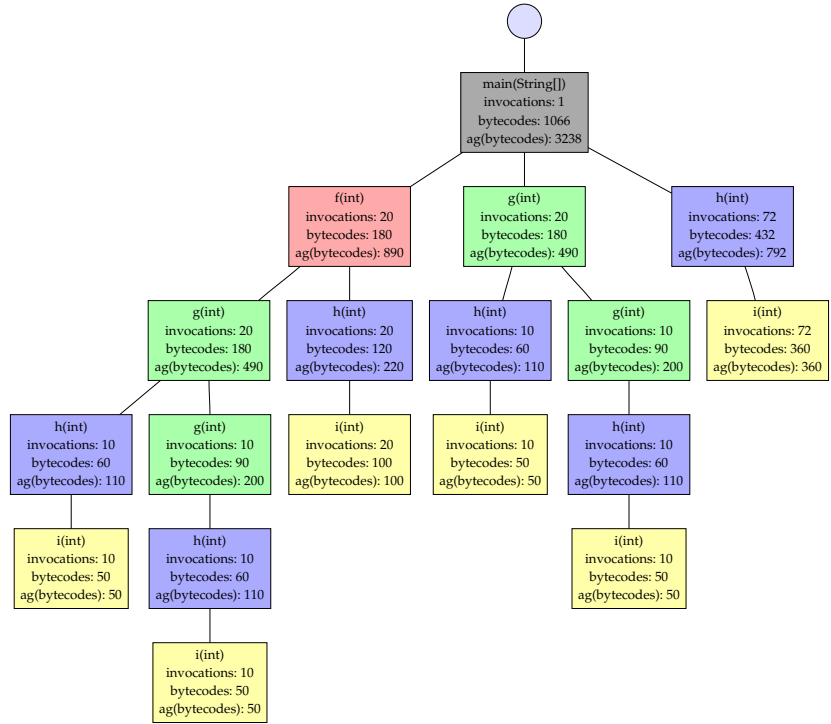 main(String[])
invocations: 1
bytecodes: 1066
ag(bytecodes): 3238
f(int)
invocations: 20
bytecodes: 180
ag(bytecodes): 890
g(int)
invocations: 20
bytecodes: 180
ag(bytecodes): 490
h(int)
invocations: 72
bytecodes: 432
ag(bytecodes): 792
g(int)
invocations: 20
bytecodes: 180
ag(bytecodes): 490
h(int)
invocations: 20
bytecodes: 120
ag(bytecodes): 220
h(int)
invocations: 10
bytecodes: 60
ag(bytecodes): 110
g(int)
invocations: 10
bytecodes: 90
ag(bytecodes): 200
i(int)
invocations: 72
bytecodes: 360
ag(bytecodes): 360
h(int)
invocations: 10
bytecodes: 60
ag(bytecodes): 110
g(int)
invocations: 10
bytecodes: 90
ag(bytecodes): 200
i(int)
invocations: 20
bytecodes: 100
ag(bytecodes): 100
i(int)
invocations: 10
bytecodes: 50
ag(bytecodes): 50
h(int)
invocations: 10
bytecodes: 60
ag(bytecodes): 110
i(int)
invocations: 10
bytecodes: 50
ag(bytecodes): 50
h(int)
invocations: 10
bytecodes: 60
ag(bytecodes): 110
i(int)
invocations: 10
bytecodes: 50
ag(bytecodes): 50
i(int)
invocations: 10
bytecodes: 50
ag(bytecodes): 50